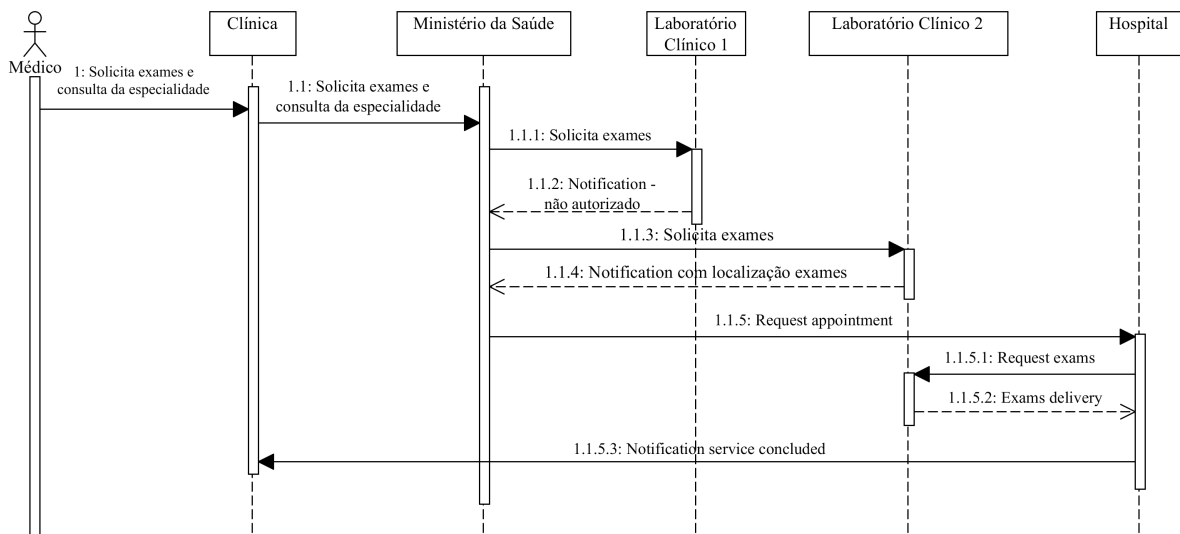 Médico
Clínica
Ministério da Saúde
Laboratório
Clínico 1
Laboratório Clínico 2
Hospital
1: Solicita exames e
consulta da especialidade
1.1: Solicita exames e
consulta da especialidade
1.1.1: Solicita exames
1.1.2: Notification -
não autorizado
1.1.3: Solicita exames
1.1.4: Notification com localização exames
1.1.5: Request appointment
1.1.5.1: Request exams
1.1.5.2: Exams delivery
1.1.5.3: Notification service concluded